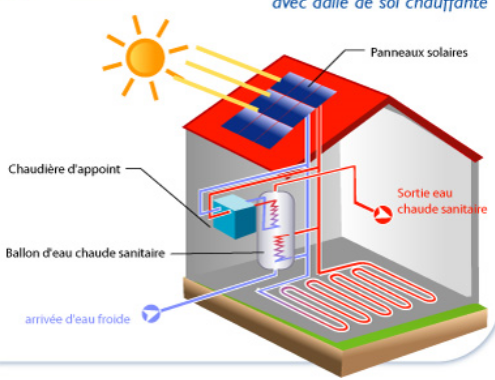 avec dalle de sol chauffante
Panneaux solaires
Chaudière d'appoint
Sortie eau
chaude sanitaire
Ballon d'eau chaude sanitaire
arrivée d'eau froide